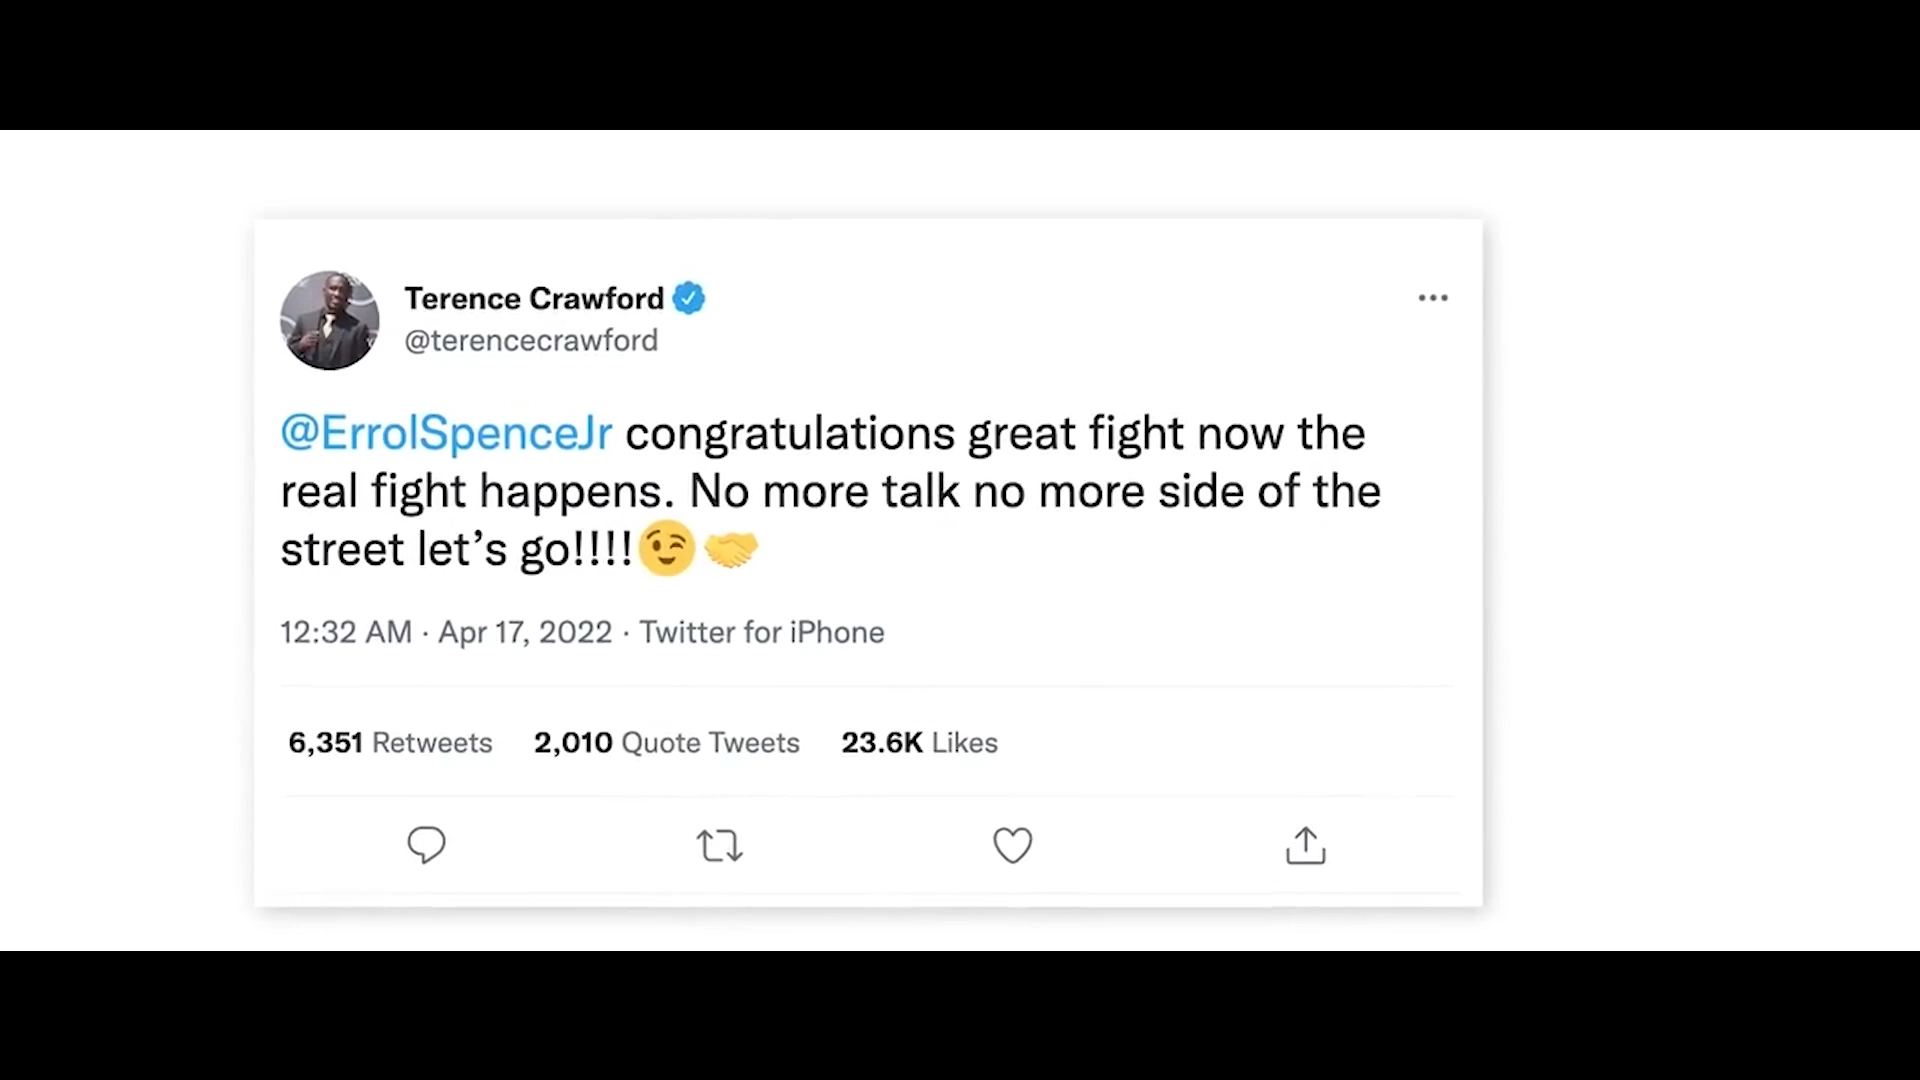 Terence Crawford
@terencecrawford
@ErrolSpenceJr congratulations great fight now the
real fight happens. No more talk no more side of the
street let’s go!!!!😉🤝
12:32 AM · Apr 17, 2022 · Twitter for iPhone
6,351 Retweets 2,010 Quote Tweets 23.6K Likes